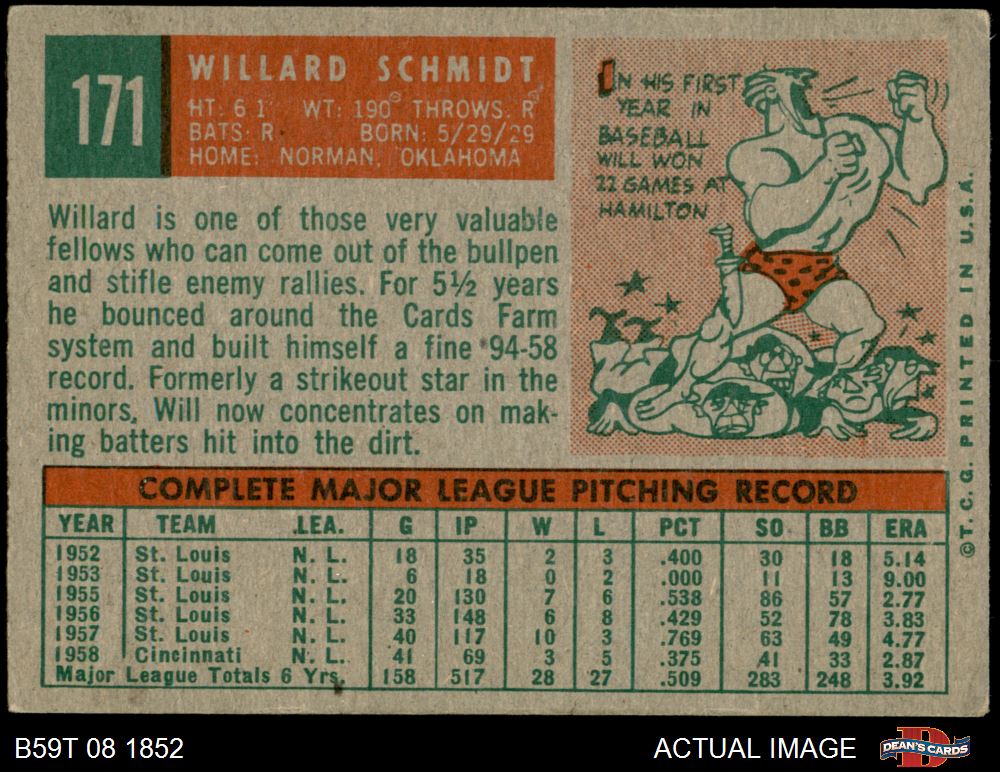 171
WILLARD SCHMIDT
HT: 6 1" WT: 190 THROWS: R
BATS: R BORN: 5/29/29
HOME: NORMAN, OKLAHOMA
IN HIS FIRST
YEAR IN
BASEBALL
WILL WON
22 GAMES AT
HAMILTON
Willard is one of those very valuable
fellows who can come out of the bullpen
and stifle enemy rallies. For 5½ years
he bounced around the Cards Farm
system and built himself a fine 94-58
record. Formerly a strikeout star in the
minors, Will now concentrates on mak-
ing batters hit into the dirt.
© T. C. G. PRINTED IN U.S.A.
COMPLETE MAJOR LEAGUE PITCHING RECORD
YEAR TEAM LEA. G IP W L PCT SO BB ERA
1952 St. Louis N. L. 18 35 2 3 .400 30 18 5.14
1953 St. Louis N. L. 6 18 0 2 .000 11 13 9.00
1955 St. Louis N. L. 20 130 7 6 .538 86 57 2.77
1956 St. Louis N. L. 33 148 6 8 .429 52 78 3.83
1957 St. Louis N. L. 40 117 10 3 .769 63 49 4.77
1958 Cincinnati N. L. 41 69 3 5 .375 41 33 2.87
Major League Totals 6 Yrs. 158 517 28 27 .509 283 248 3.92
B59T 08 1852
ACTUAL IMAGE
DEAN'S CARDS